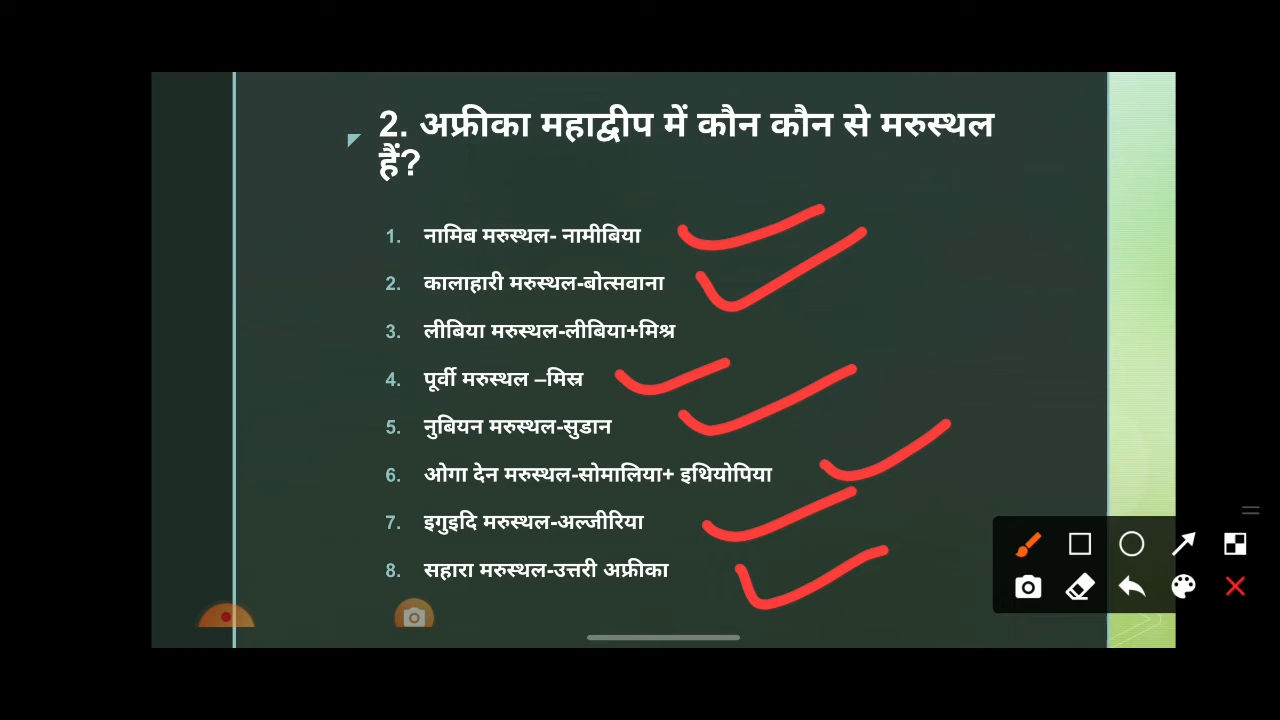 2. अफ्रीका महाद्वीप में कौन कौन से मरुस्थल
हैं?
1. नामिब मरुस्थल- नामीबिया
2. कालाहारी मरुस्थल-बोत्सवाना
3. लीबिया मरुस्थल-लीबिया+मिश्र
4. पूर्वी मरुस्थल –मिस्र
5. नुबियन मरुस्थल-सुडान
6. ओगा देन मरुस्थल-सोमालिया+ इथियोपिया
7. इगुइदि मरुस्थल-अल्जीरिया
8. सहारा मरुस्थल-उत्तरी अफ्रीका